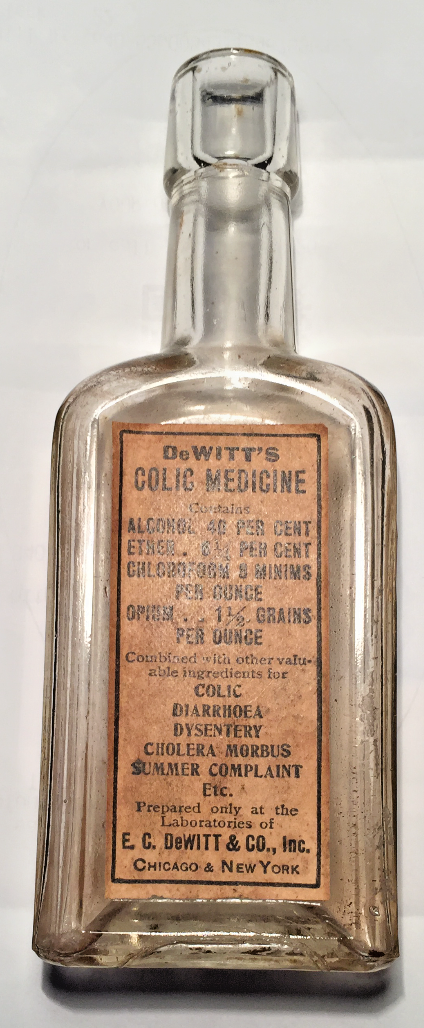 DeWITT'S
COLIC MEDICINE
Contains
ALCOHOL 40 PER CENT
ETHER . 6½ PER CENT
CHLOROFORM 8 MINIMS
PER OUNCE
OPIUM . . 1½ GRAINS
PER OUNCE
Combined with other valu-
able ingredients for
COLIC
DIARRHOEA
DYSENTERY
CHOLERA MORBUS
SUMMER COMPLAINT
Etc.
Prepared only at the
Laboratories of
E. C. DeWITT & CO., Inc.
CHICAGO & NEW YORK